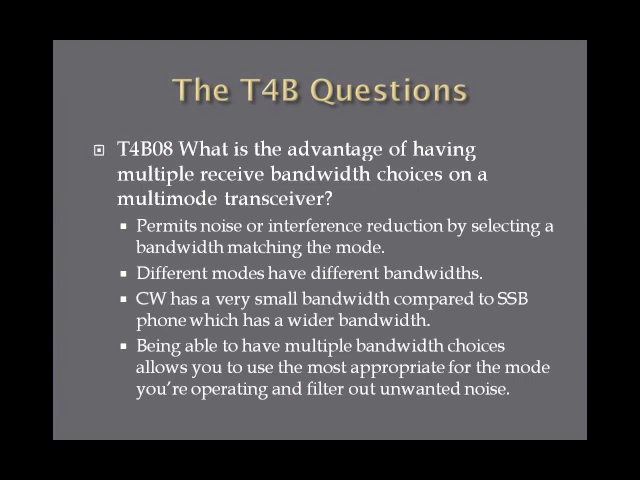 The T4B Questions
T4B08 What is the advantage of having
multiple receive bandwidth choices on a
multimode transceiver?
Permits noise or interference reduction by selecting a
bandwidth matching the mode.
Different modes have different bandwidths.
CW has a very small bandwidth compared to SSB
phone which has a wider bandwidth.
Being able to have multiple bandwidth choices
allows you to use the most appropriate for the mode
you’re operating and filter out unwanted noise.